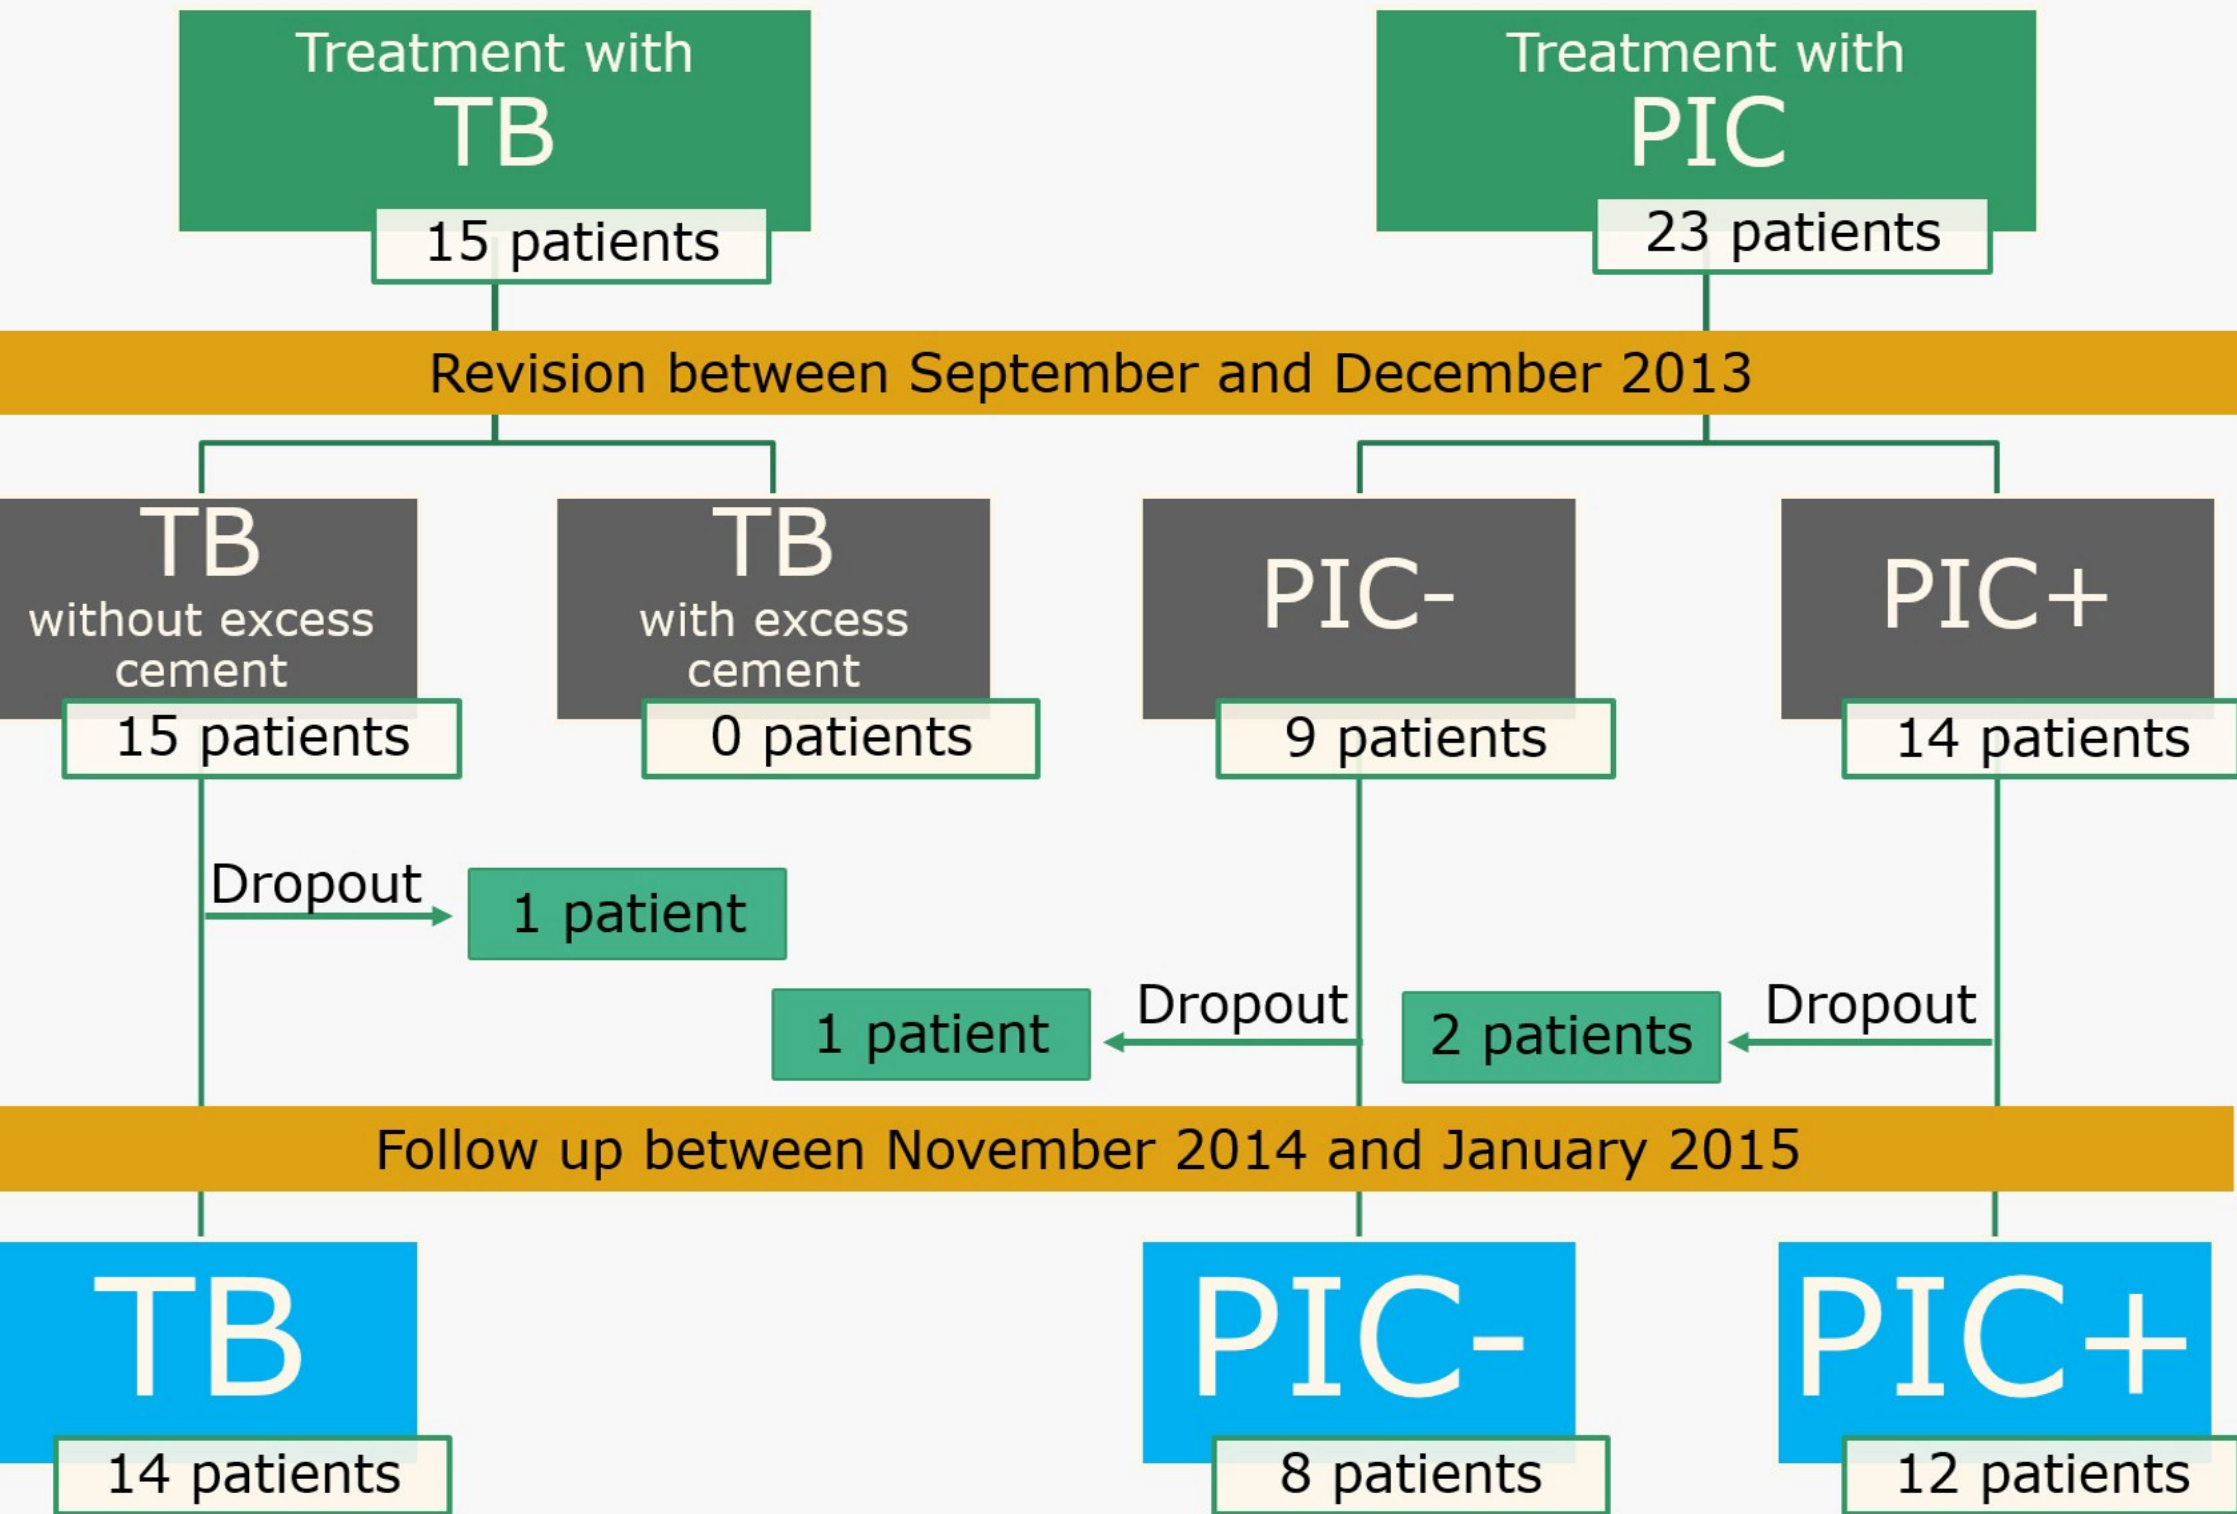 Treatment with
TB
15 patients
Treatment with
PIC
23 patients
Revision between September and December 2013
TB
without excess
cement
15 patients
TB
with excess
cement
0 patients
PIC-
9 patients
PIC+
14 patients
Dropout
1 patient
1 patient
Dropout
2 patients
Dropout
Follow up between November 2014 and January 2015
TB
14 patients
PIC-
8 patients
PIC+
12 patients